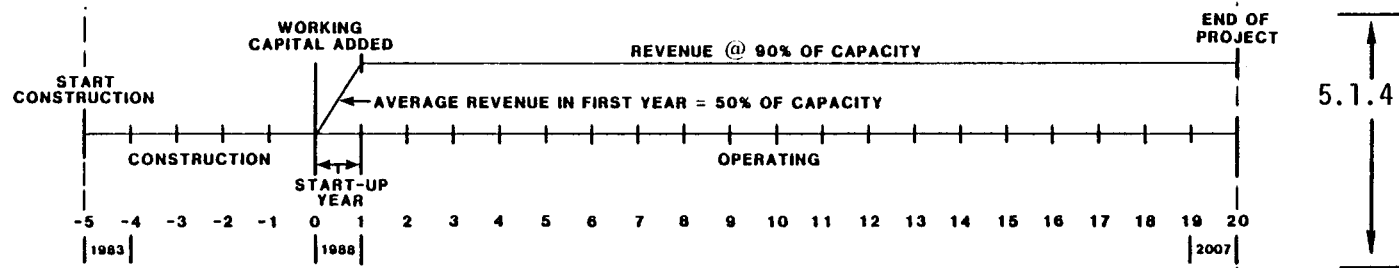 WORKING
CAPITAL ADDED
END OF
PROJECT
REVENUE @ 90% OF CAPACITY
START
CONSTRUCTION
AVERAGE REVENUE IN FIRST YEAR = 50% OF CAPACITY
5.1.4
CONSTRUCTION
OPERATING
START-UP
YEAR
-5 -4 -3 -2 -1 0 1 2 3 4 5 6 7 8 9 10 11 12 13 14 15 16 17 18 19 20
1983 1988 2007